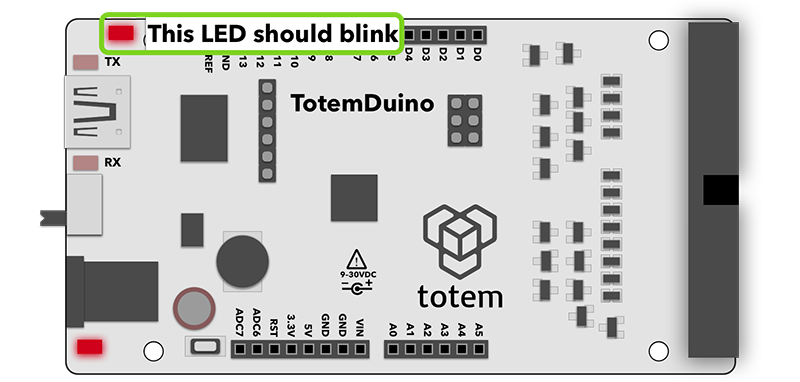 This LED should blink
TX
REF
GND
13
12
11
10
9
8
7
6
5
D4
D3
D2
D1
D0
TotemDuino
RX
9-30VDC
totem
ADC7
ADC6
RST
3.3V
5V
GND
GND
VIN
A0
A1
A2
A3
A4
A5